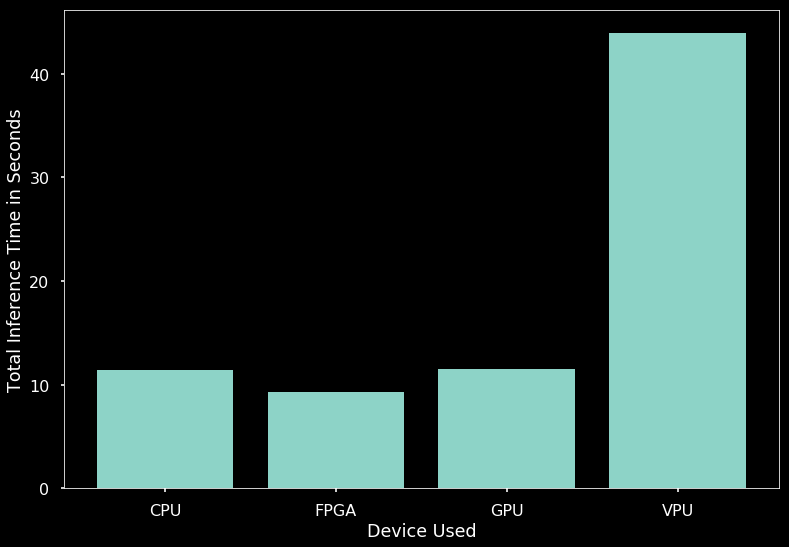 Total Inference Time in Seconds
40
30
20
10
0
CPU FPGA GPU VPU
Device Used